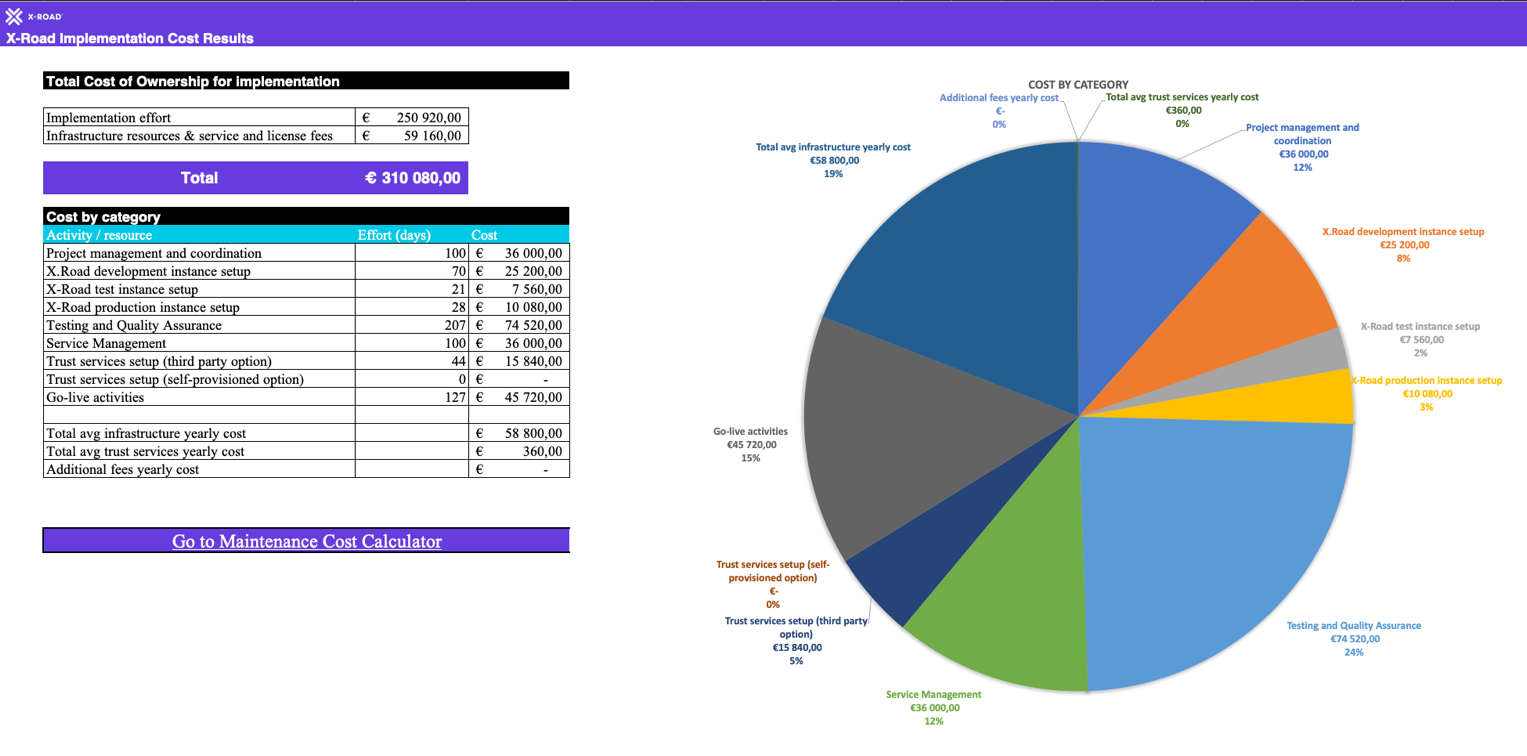 X-ROAD®
X-Road Implementation Cost Results
Total Cost of Ownership for implementation
Implementation effort € 250 920,00
Infrastructure resources & service and license fees € 59 160,00
Total € 310 080,00
Cost by category
Activity / resource Effort (days) Cost
Project management and coordination 100 € 36 000,00
X.Road development instance setup 70 € 25 200,00
X-Road test instance setup 21 € 7 560,00
X-Road production instance setup 28 € 10 080,00
Testing and Quality Assurance 207 € 74 520,00
Service Management 100 € 36 000,00
Trust services setup (third party option) 44 € 15 840,00
Trust services setup (self-provisioned option) 0 € -
Go-live activities 127 € 45 720,00
Total avg infrastructure yearly cost € 58 800,00
Total avg trust services yearly cost € 360,00
Additional fees yearly cost € -
Go to Maintenance Cost Calculator
COST BY CATEGORY
Additional fees yearly cost
€-
0%
Total avg trust services yearly cost
€360,00
0%
Project management and
coordination
€36 000,00
12%
X.Road development instance setup
€25 200,00
8%
X-Road test instance setup
€7 560,00
2%
X-Road production instance setup
€10 080,00
3%
Testing and Quality Assurance
€74 520,00
24%
Service Management
€36 000,00
12%
Trust services setup (third party
option)
€15 840,00
5%
Trust services setup (self-
provisioned option)
€-
0%
Go-live activities
€45 720,00
15%
Total avg infrastructure yearly cost
€58 800,00
19%